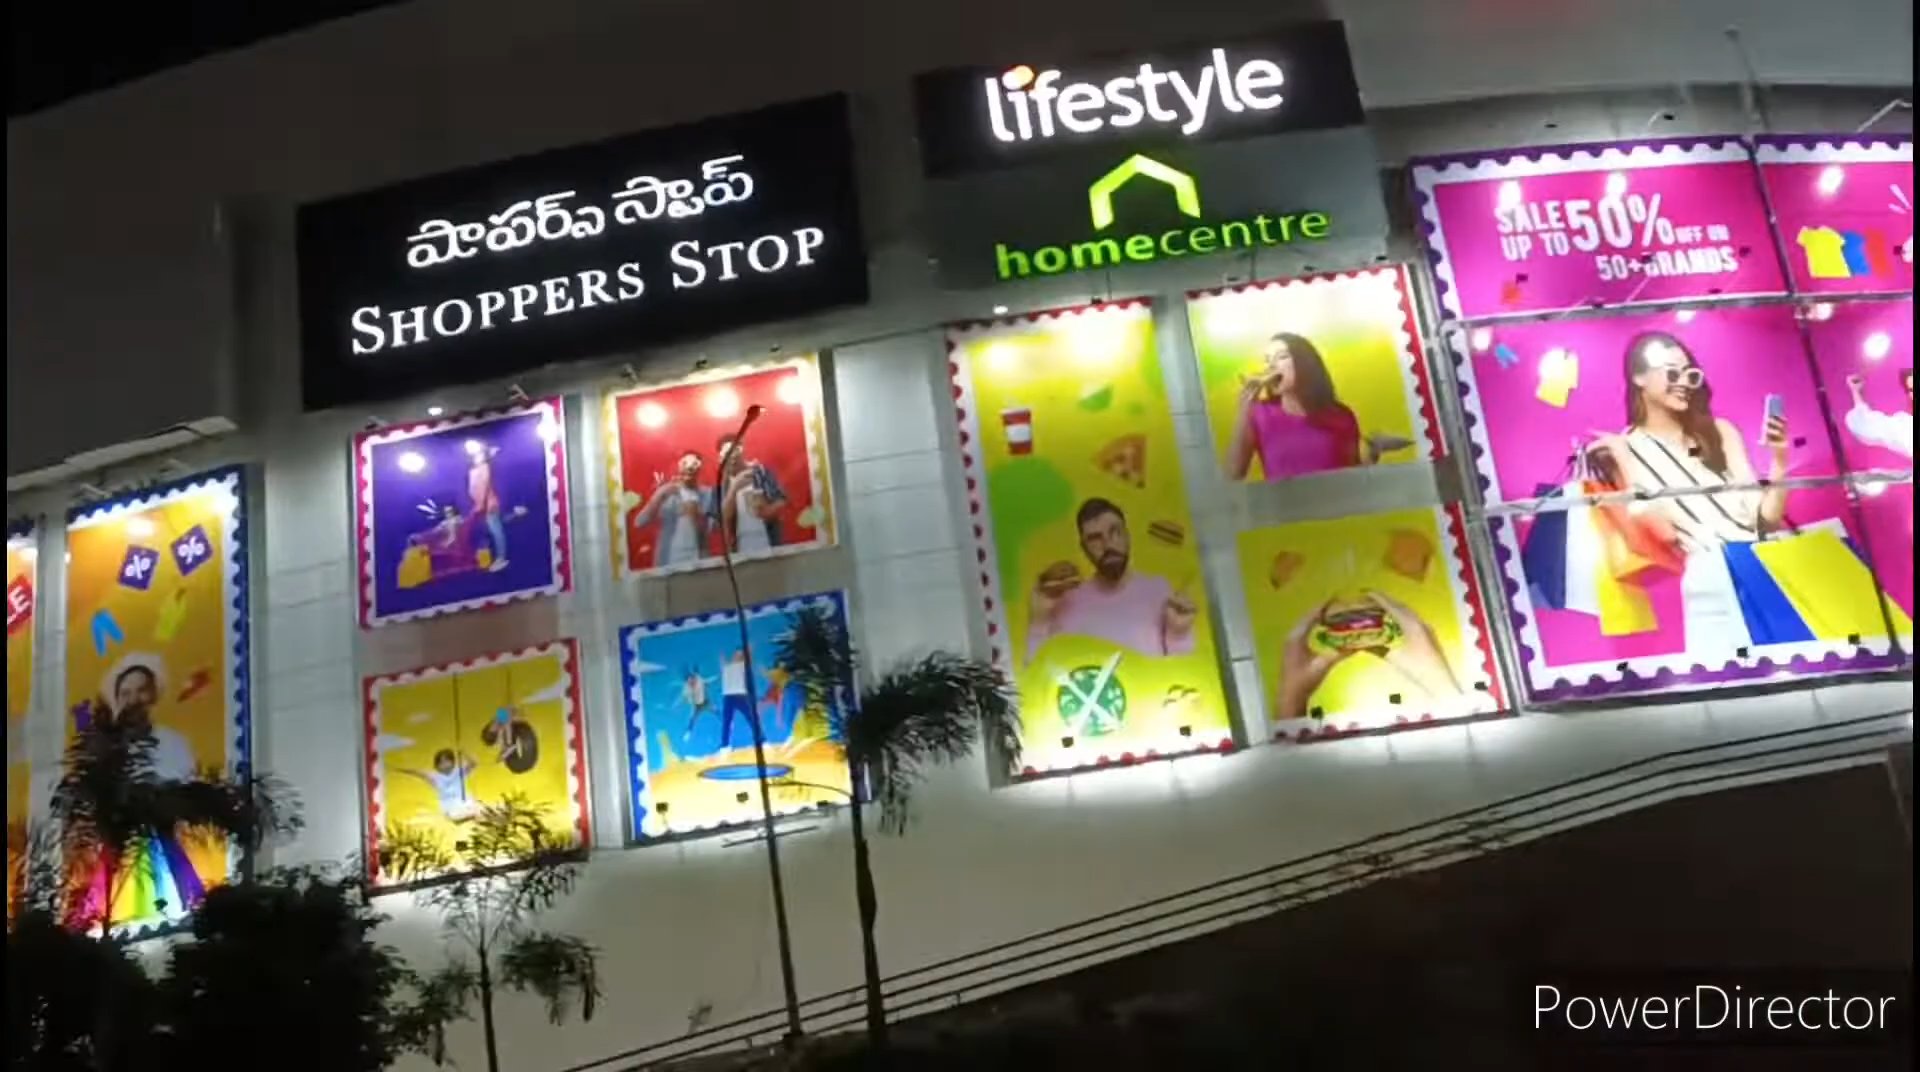 షాపర్స్ స్టాప్
SHOPPERS STOP
lifestyle
homecentre
SALE
UP TO 50% OFF ON
50+ BRANDS
% %
PowerDirector